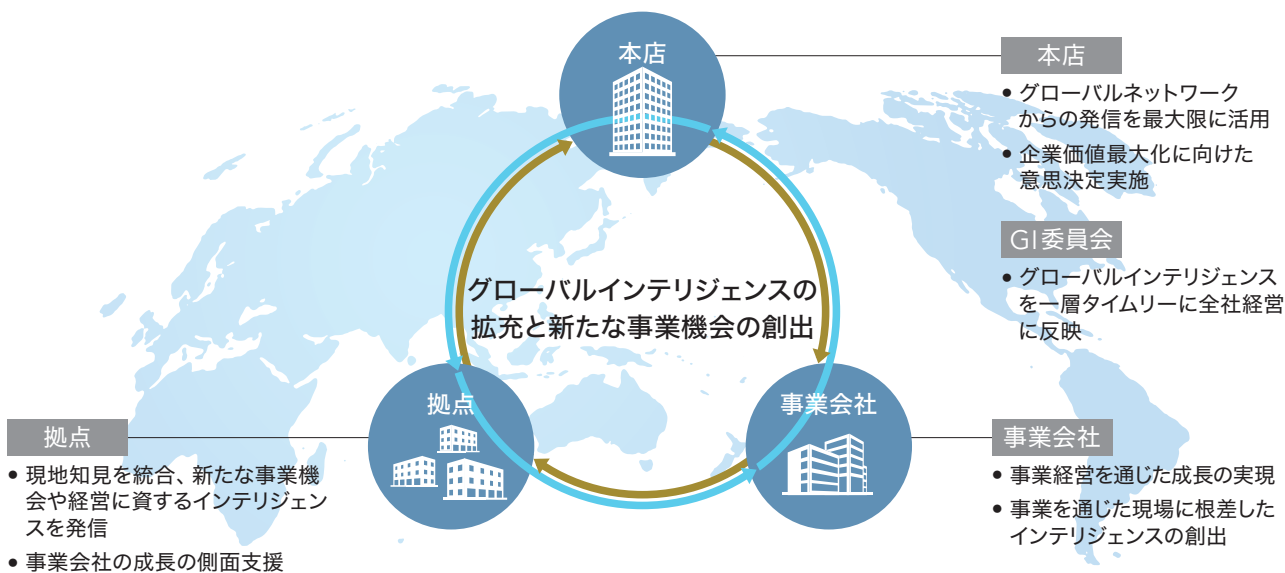 本店
本店
• グローバルネットワーク
からの発信を最大限に活用
• 企業価値最大化に向けた
意思決定実施
GI委員会
• グローバルインテリジェンス
を一層タイムリーに全社経営
に反映
グローバルインテリジェンスの
拡充と新たな事業機会の創出
拠点
事業会社
拠点
• 現地知見を統合、新たな事業機
会や経営に資するインテリジェン
スを発信
• 事業会社の成長の側面支援
事業会社
• 事業経営を通じた成長の実現
• 事業を通じた現場に根差した
インテリジェンスの創出